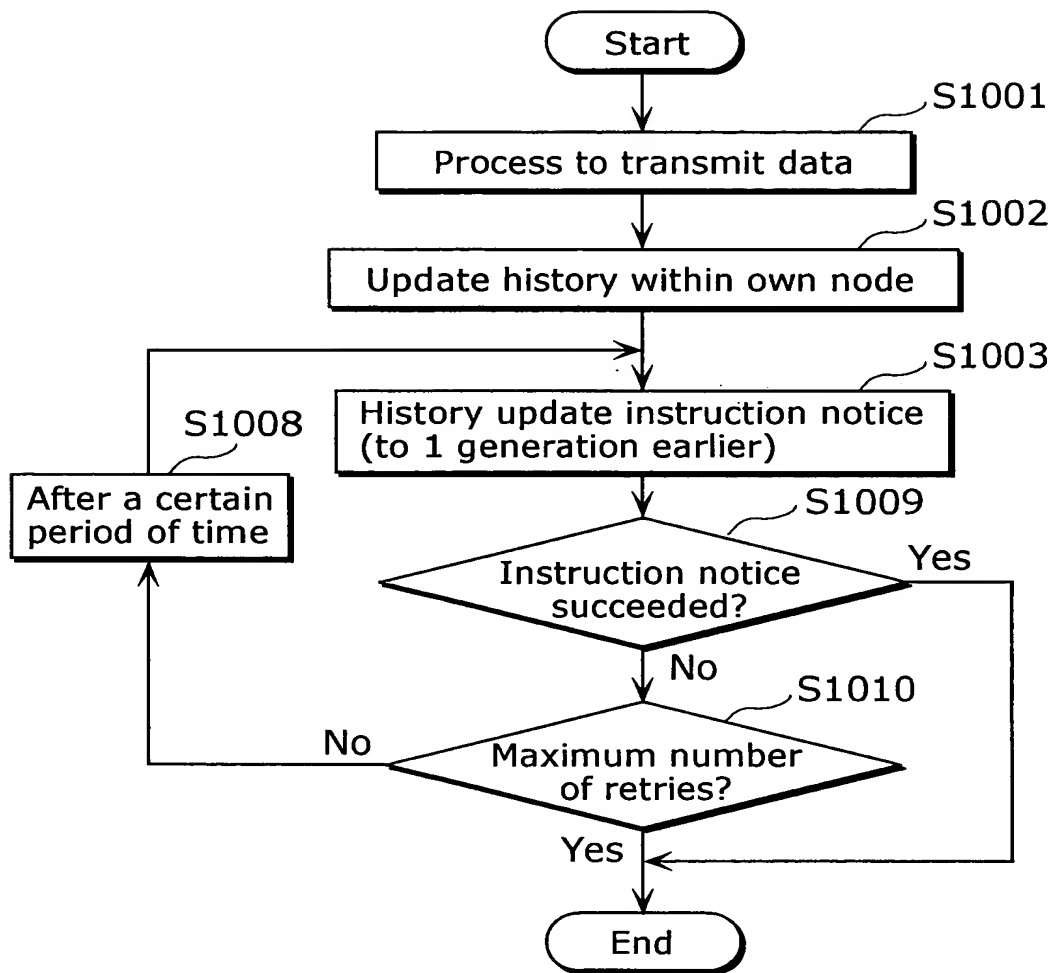 Start
S1001
Process to transmit data
S1002
Update history within own node
S1003
History update instruction notice
(to 1 generation earlier)
S1008
After a certain
period of time
S1009
Instruction notice
succeeded?
Yes
No
S1010
Maximum number
of retries?
No
Yes
End